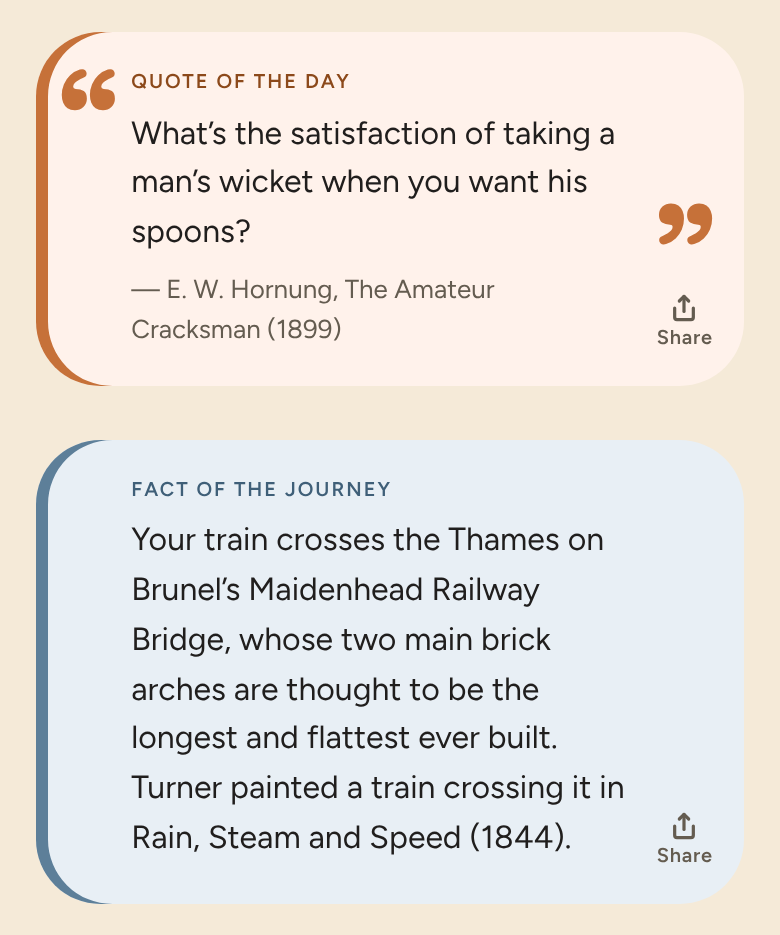 “ QUOTE OF THE DAY
What’s the satisfaction of taking a
man’s wicket when you want his
spoons?
”
— E. W. Hornung, The Amateur
Cracksman (1899)
Share
FACT OF THE JOURNEY
Your train crosses the Thames on
Brunel’s Maidenhead Railway
Bridge, whose two main brick
arches are thought to be the
longest and flattest ever built.
Turner painted a train crossing it in
Rain, Steam and Speed (1844).
Share